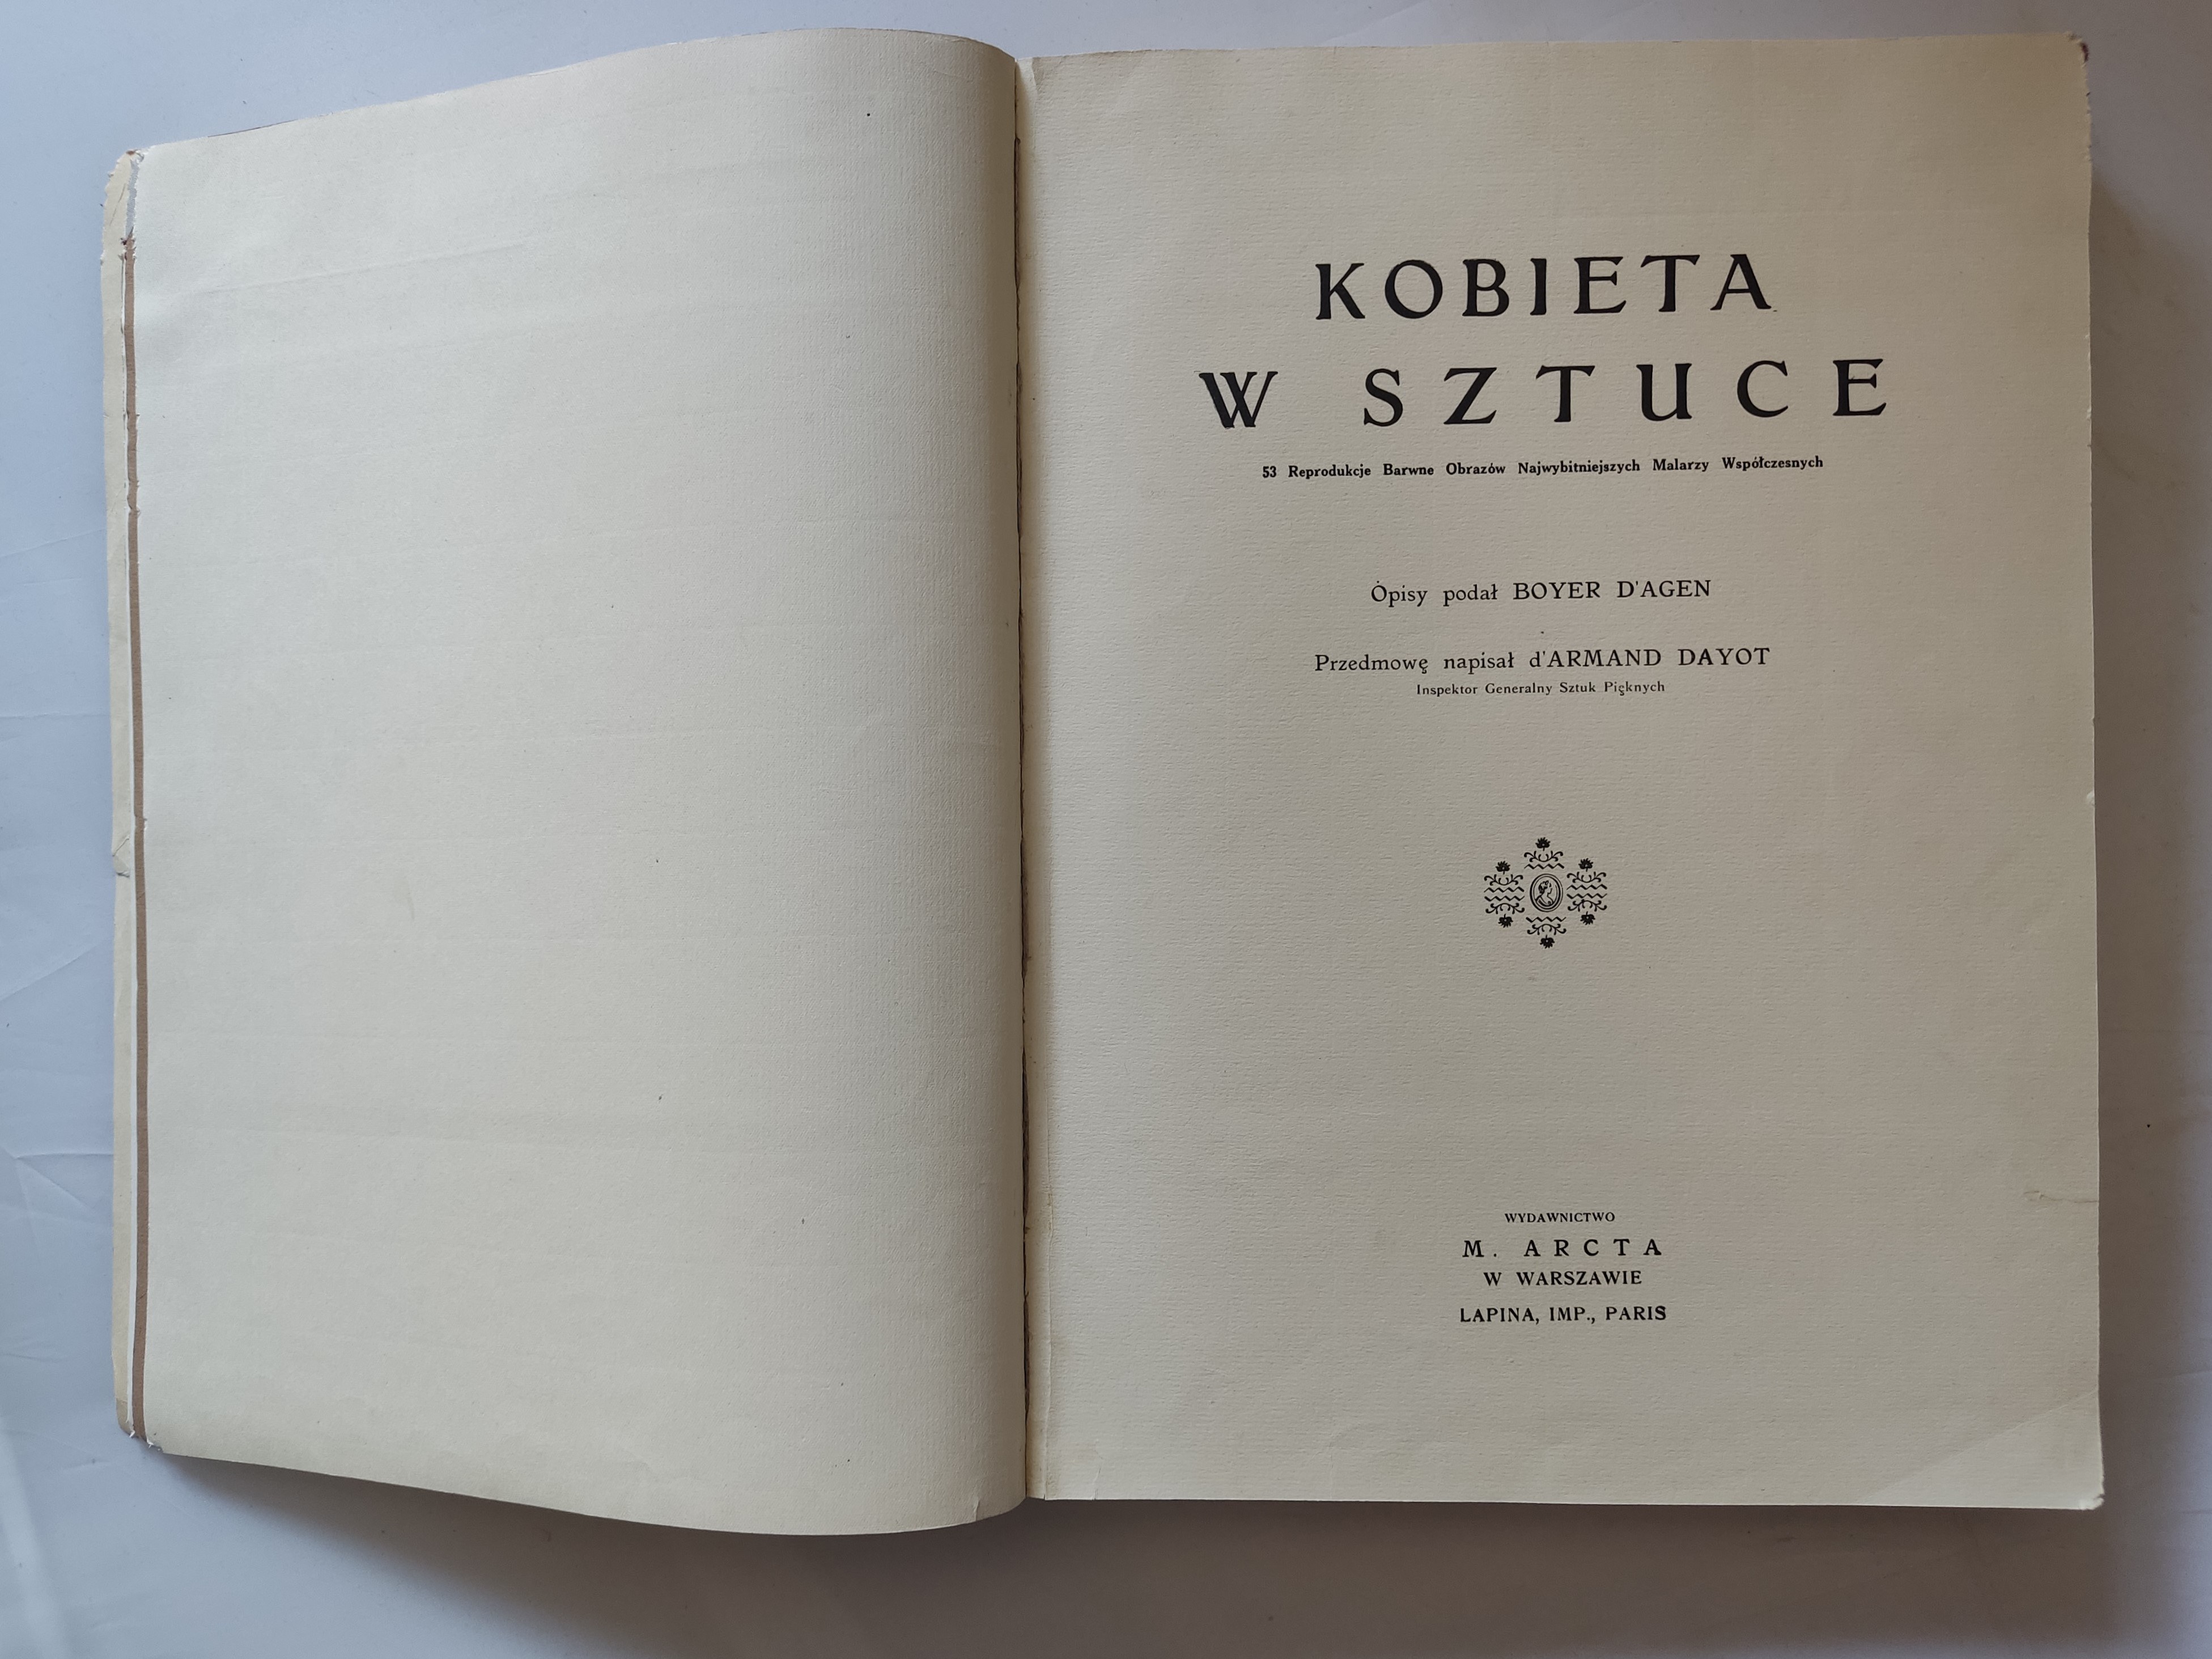 KOBIETA
W SZTUCE
53 Reprodukcje Barwne Obrazów Najwybitniejszych Malarzy Współczesnych
Opisy podał BOYER D'AGEN
Przedmowę napisał d'ARMAND DAYOT
Inspektor Generalny Sztuk Pięknych
WYDAWNICTWO
M. ARCTA
W WARSZAWIE
LAPINA, IMP., PARIS